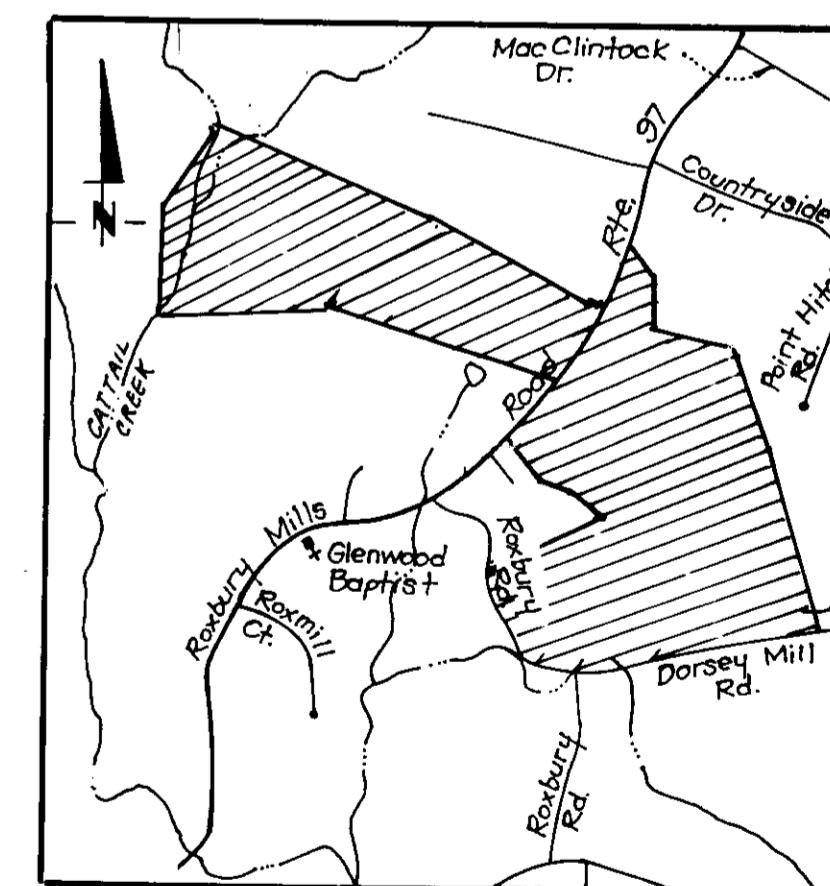 Mac Clintock
Dr.
97
Rte.
Countryside
Dr.
N
Point
Rd.
CATTAIL
CREEK
Road
Mills
Roxbury
x Glenwood
Baptist
Roxbury
Rd.
Roxmill
Ct.
Dorsey Mill
Rd.
Roxbury
Rd.